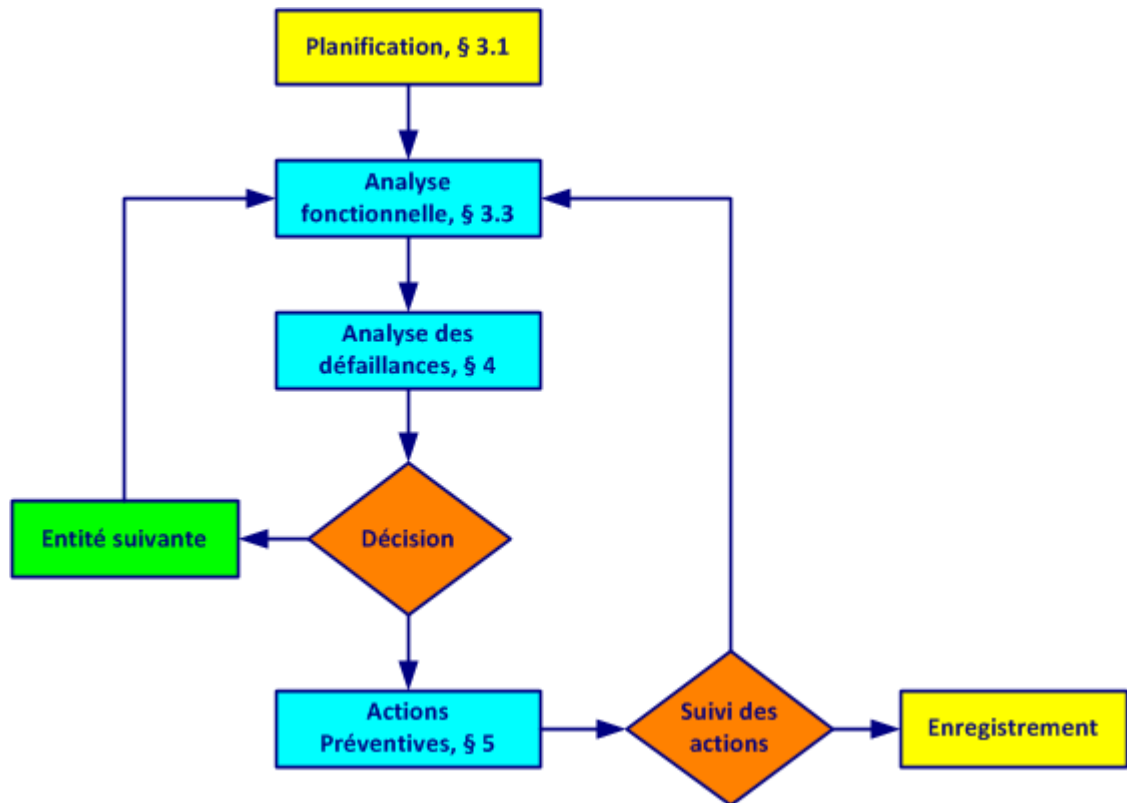 Planification, § 3.1
Analyse
fonctionnelle, § 3.3
Analyse des
défaillances, § 4
Entité suivante
Décision
Actions
Préventives, § 5
Suivi des
actions
Enregistrement